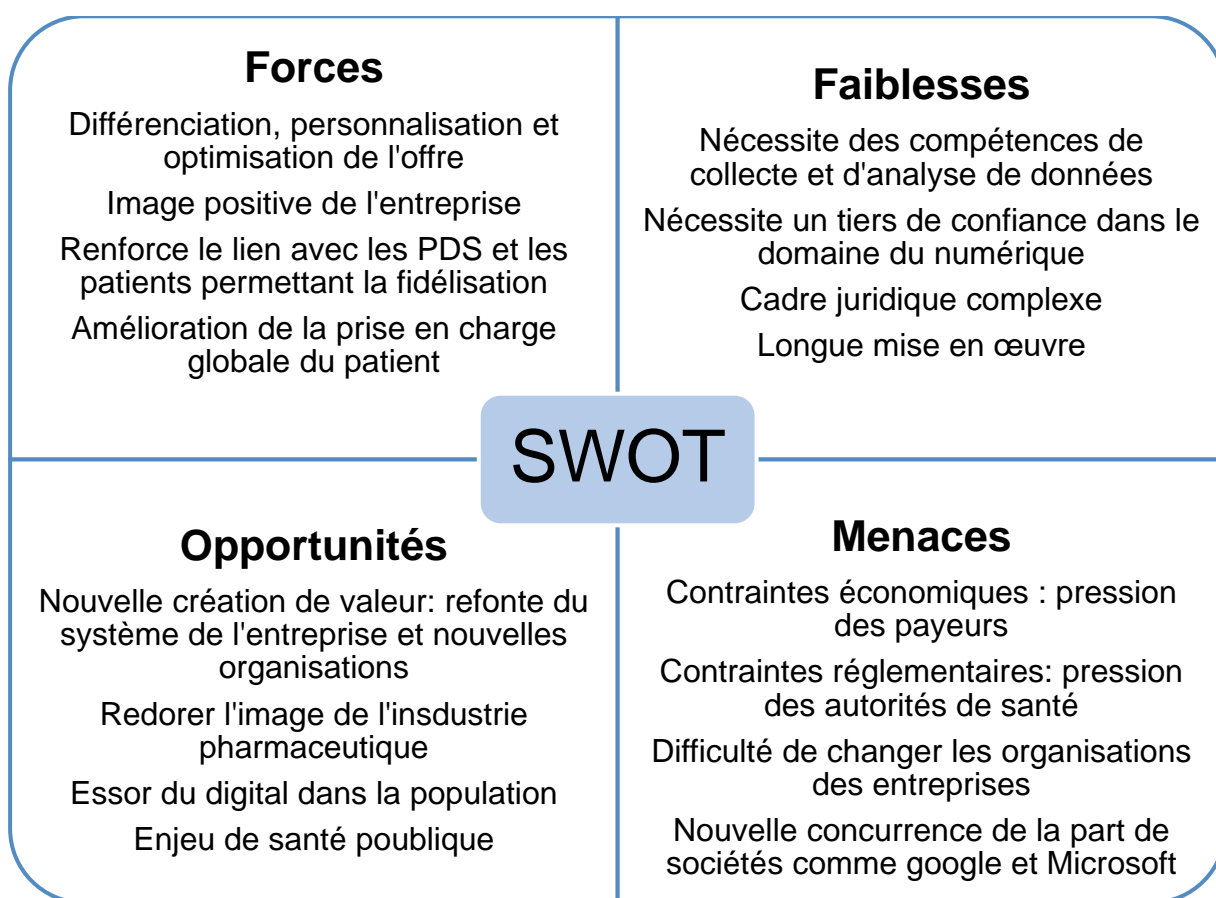 Forces
Différenciation, personnalisation et
optimisation de l'offre
Image positive de l'entreprise
Renforce le lien avec les PDS et les
patients permettant la fidélisation
Amélioration de la prise en charge
globale du patient
Faiblesses
Nécessite des compétences de
collecte et d'analyse de données
Nécessite un tiers de confiance dans le
domaine du numérique
Cadre juridique complexe
Longue mise en œuvre
SWOT
Opportunités
Nouvelle création de valeur: refonte du
système de l'entreprise et nouvelles
organisations
Redorer l'image de l'insdustrie
pharmaceutique
Essor du digital dans la population
Enjeu de santé poublique
Menaces
Contraintes économiques : pression
des payeurs
Contraintes réglementaires: pression
des autorités de santé
Difficulté de changer les organisations
des entreprises
Nouvelle concurrence de la part de
sociétés comme google et Microsoft